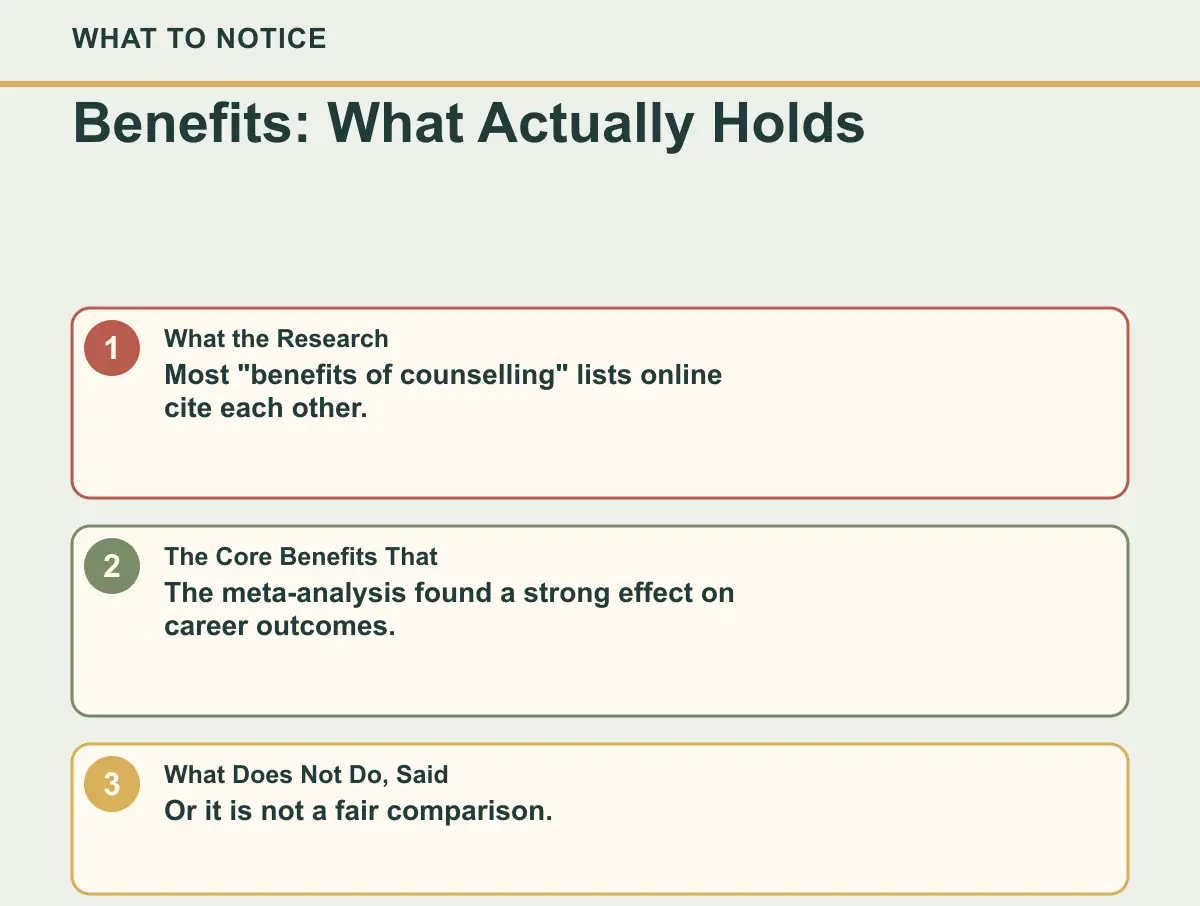 WHAT TO NOTICE
Benefits: What Actually Holds
1
What the Research
Most "benefits of counselling" lists online
cite each other.
2
The Core Benefits That
The meta-analysis found a strong effect on
career outcomes.
3
What Does Not Do, Said
Or it is not a fair comparison.